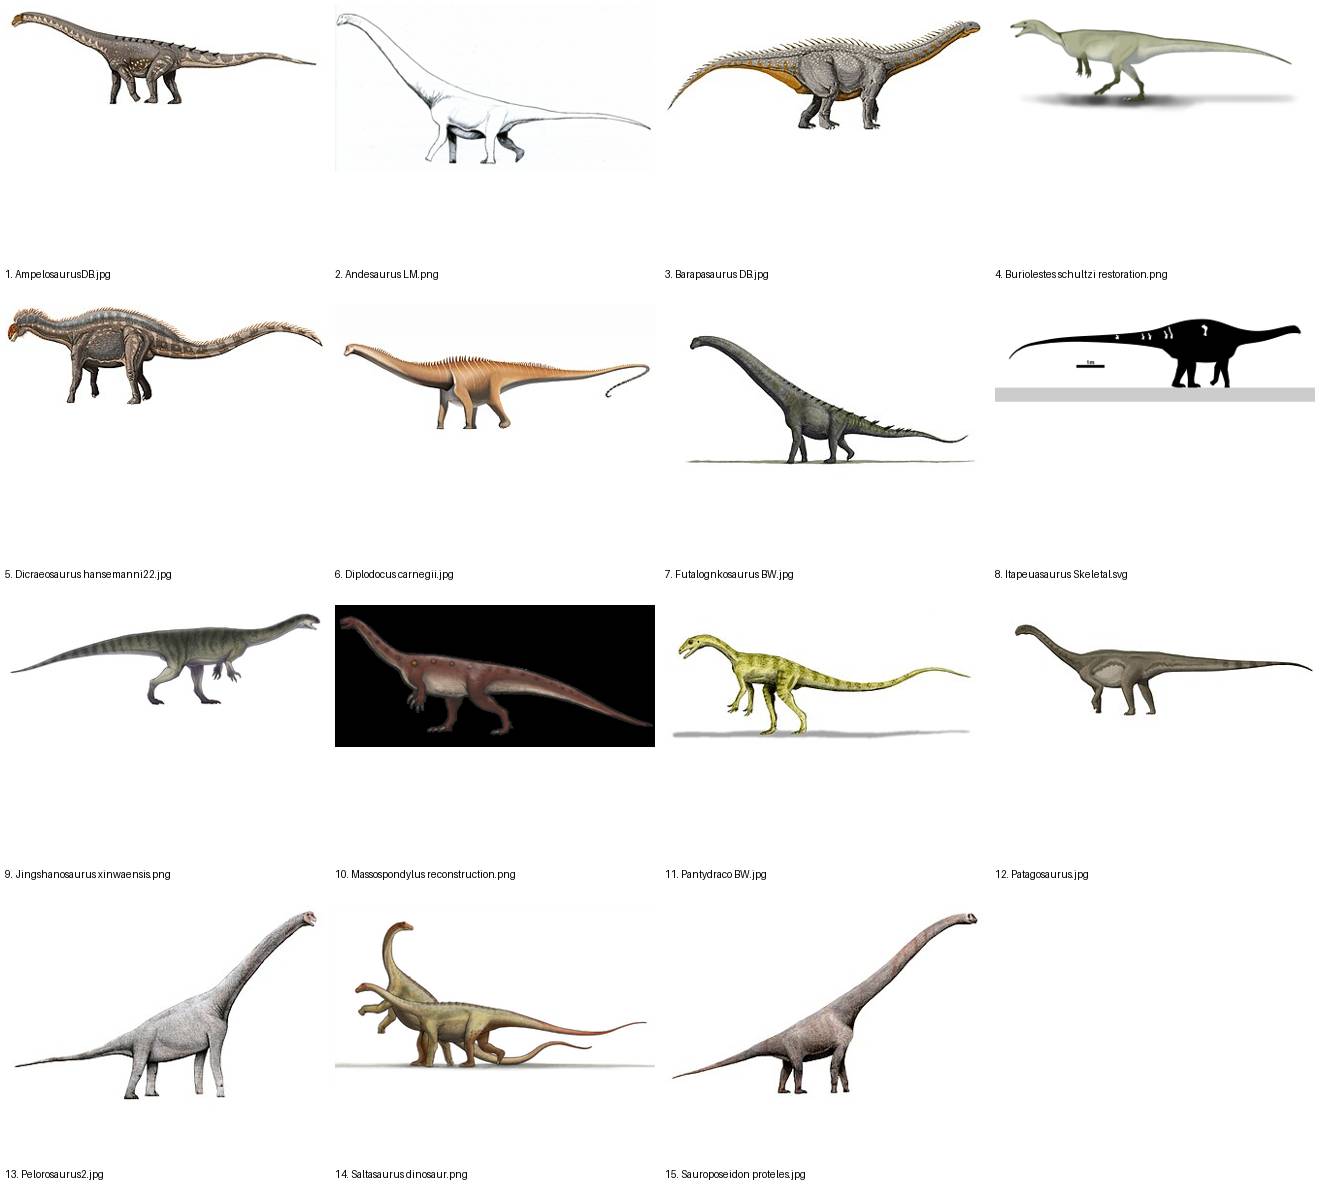 1. AmpelosaurusDB.jpg
2. Andesaurus LM.png
3. Barapasaurus DB.jpg
4. Buriolestes schultzi restoration.png
5. Dicraeosaurus hansemanni22.jpg
6. Diplodocus carnegii.jpg
7. Futalognkosaurus BW.jpg
8. Itapeuasaurus Skeletal.svg
9. Jingshanosaurus xinwaensis.png
10. Massospondylus reconstruction.png
11. Pantydraco BW.jpg
12. Patagosaurus.jpg
13. Pelorosaurus2.jpg
14. Saltasaurus dinosaur.png
15. Sauroposeidon proteles.jpg